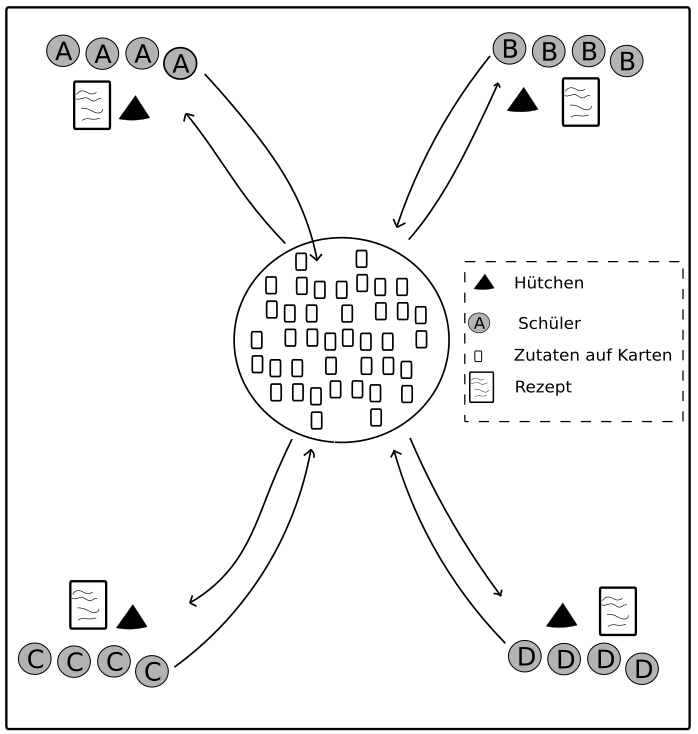 A A A A
B B B B
Hütchen
A Schüler
Zutaten auf Karten
Rezept
C C C C
D D D D